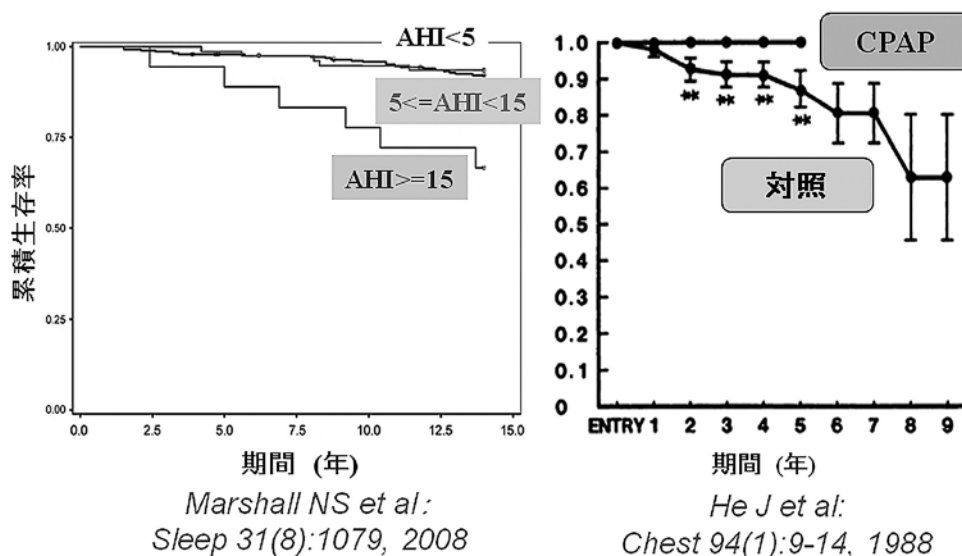 累積生存率
1.00
0.75
0.50
0.25
0.00
AHI<5
5<=AHI<15
AHI>=15
0.0 2.5 5.0 7.5 10.0 12.5 15.0
期間 (年)
Marshall NS et al:
Sleep 31(8):1079, 2008
1.0
0.9
0.8
0.7
0.6
0.5
0.4
0.3
0.2
0.1
0
CPAP
** ** ** **
対照
ENTRY 1 2 3 4 5 6 7 8 9
期間 (年)
He J et al:
Chest 94(1):9-14, 1988